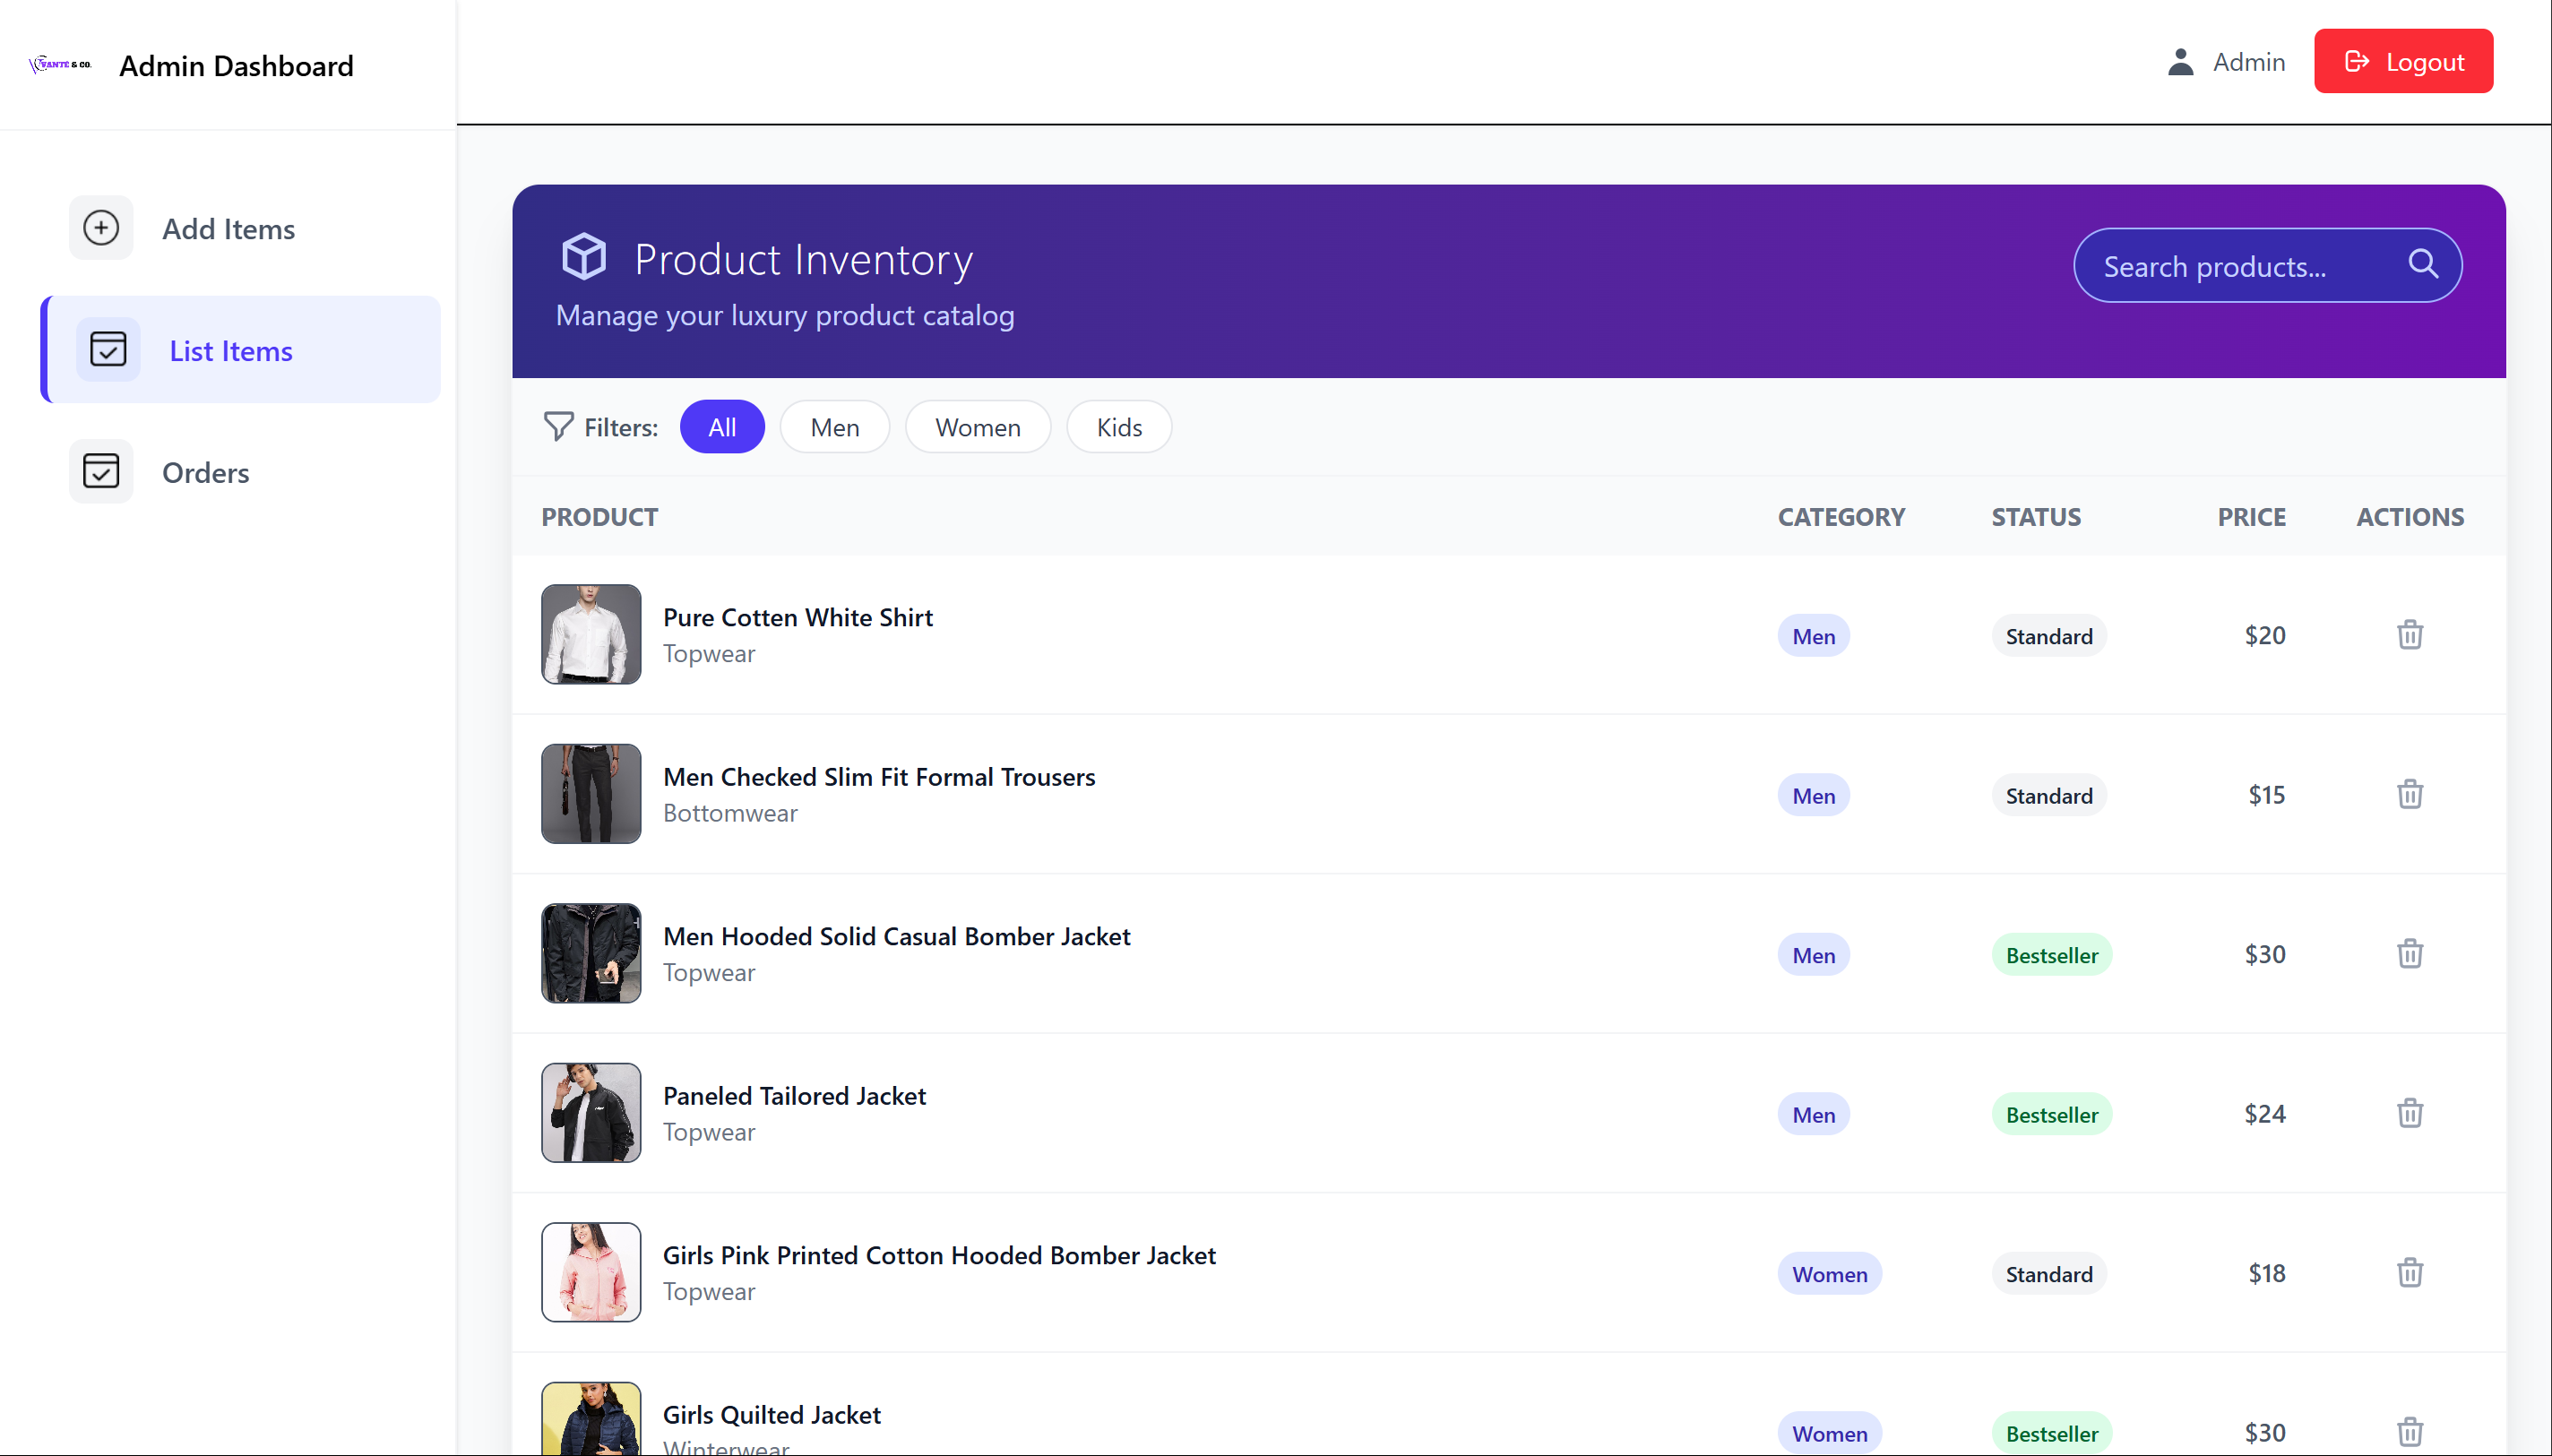 VANTE & CO.
Admin Dashboard
Admin
Logout
Add Items
List Items
Orders
Product Inventory
Manage your luxury product catalog
Search products...
Filters:
All
Men
Women
Kids
PRODUCT CATEGORY STATUS PRICE ACTIONS
Pure Cotten White Shirt
Topwear
Men Standard $20
Men Checked Slim Fit Formal Trousers
Bottomwear
Men Standard $15
Men Hooded Solid Casual Bomber Jacket
Topwear
Men Bestseller $30
Paneled Tailored Jacket
Topwear
Men Bestseller $24
Girls Pink Printed Cotton Hooded Bomber Jacket
Topwear
Women Standard $18
Girls Quilted Jacket
Winterwear
Women Bestseller $30